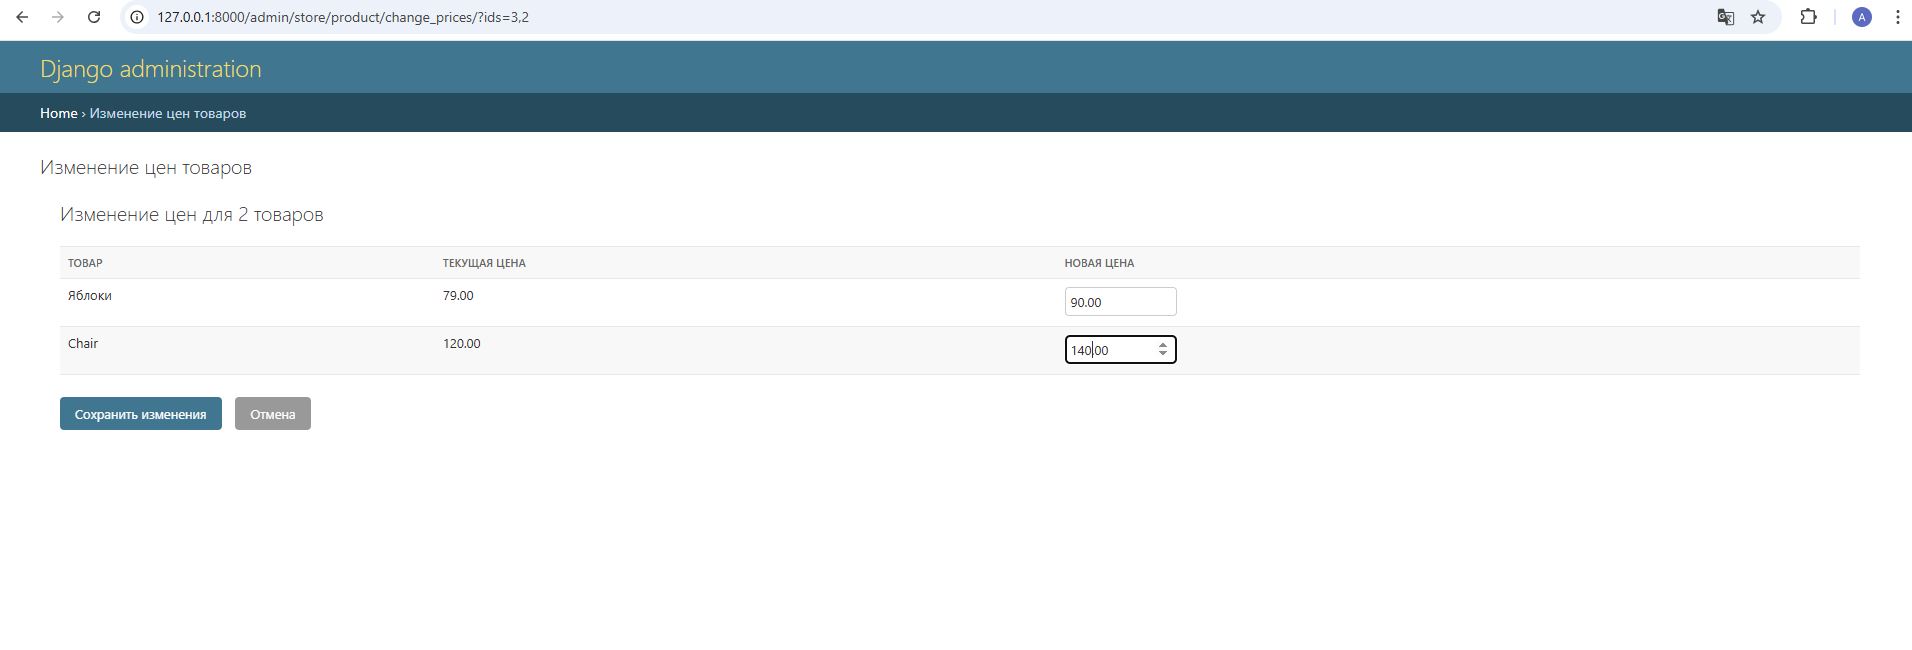 127.0.0.1:8000/admin/store/product/change_prices/?ids=3,2
A
Django administration
Home › Изменение цен товаров
Изменение цен товаров
Изменение цен для 2 товаров
ТОВАР ТЕКУЩАЯ ЦЕНА НОВАЯ ЦЕНА
Яблоки 79.00 90.00
Chair 120.00 140.00
Сохранить изменения Отмена